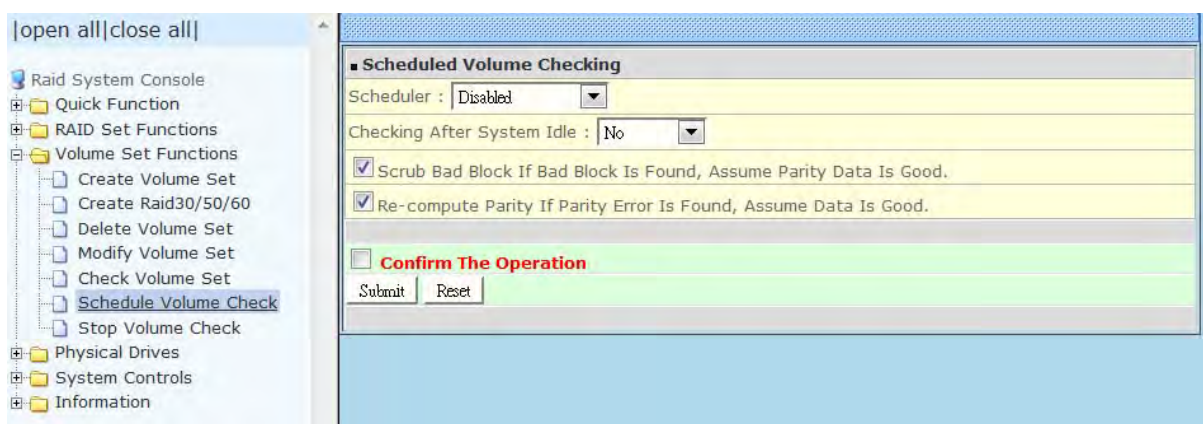 |open all|close all|
Raid System Console
Quick Function
RAID Set Functions
Volume Set Functions
Create Volume Set
Create Raid30/50/60
Delete Volume Set
Modify Volume Set
Check Volume Set
Schedule Volume Check
Stop Volume Check
Physical Drives
System Controls
Information
Scheduled Volume Checking
Scheduler : Disabled
Checking After System Idle : No
Scrub Bad Block If Bad Block Is Found, Assume Parity Data Is Good.
Re-compute Parity If Parity Error Is Found, Assume Data Is Good.
Confirm The Operation
Submit Reset